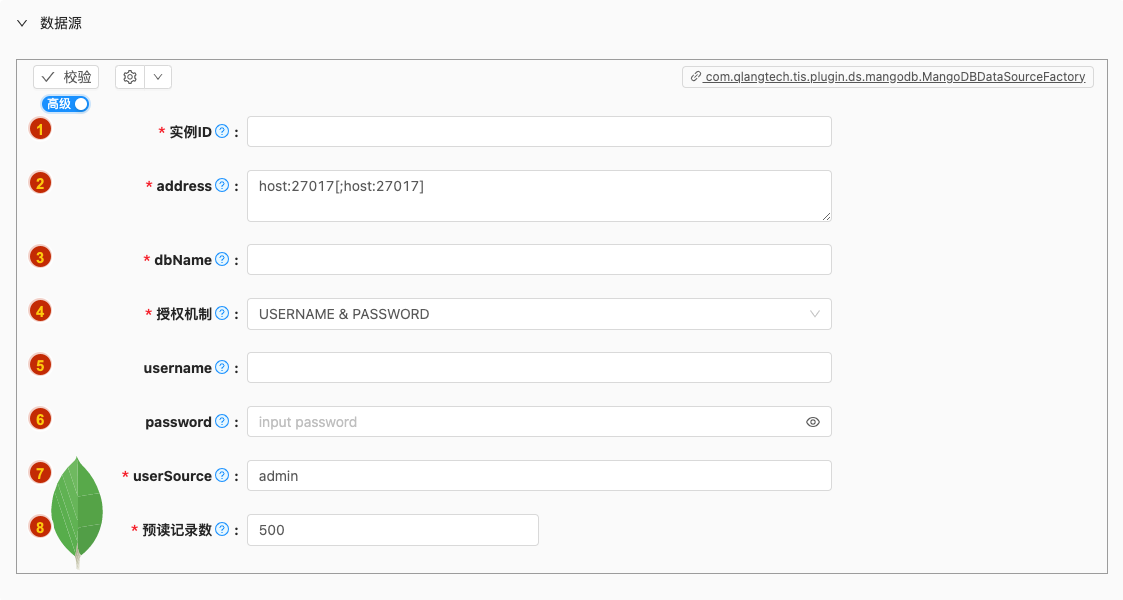 数据源
校验
com.qlangtech.tis.plugin.ds.mangodb.MangoDBDataSourceFactory
高级
1 * 实例ID :
2 * address : host:27017[;host:27017]
3 * dbName :
4 * 授权机制 : USERNAME & PASSWORD
5 username :
6 password : input password
7 * userSource : admin
8 * 预读记录数 : 500